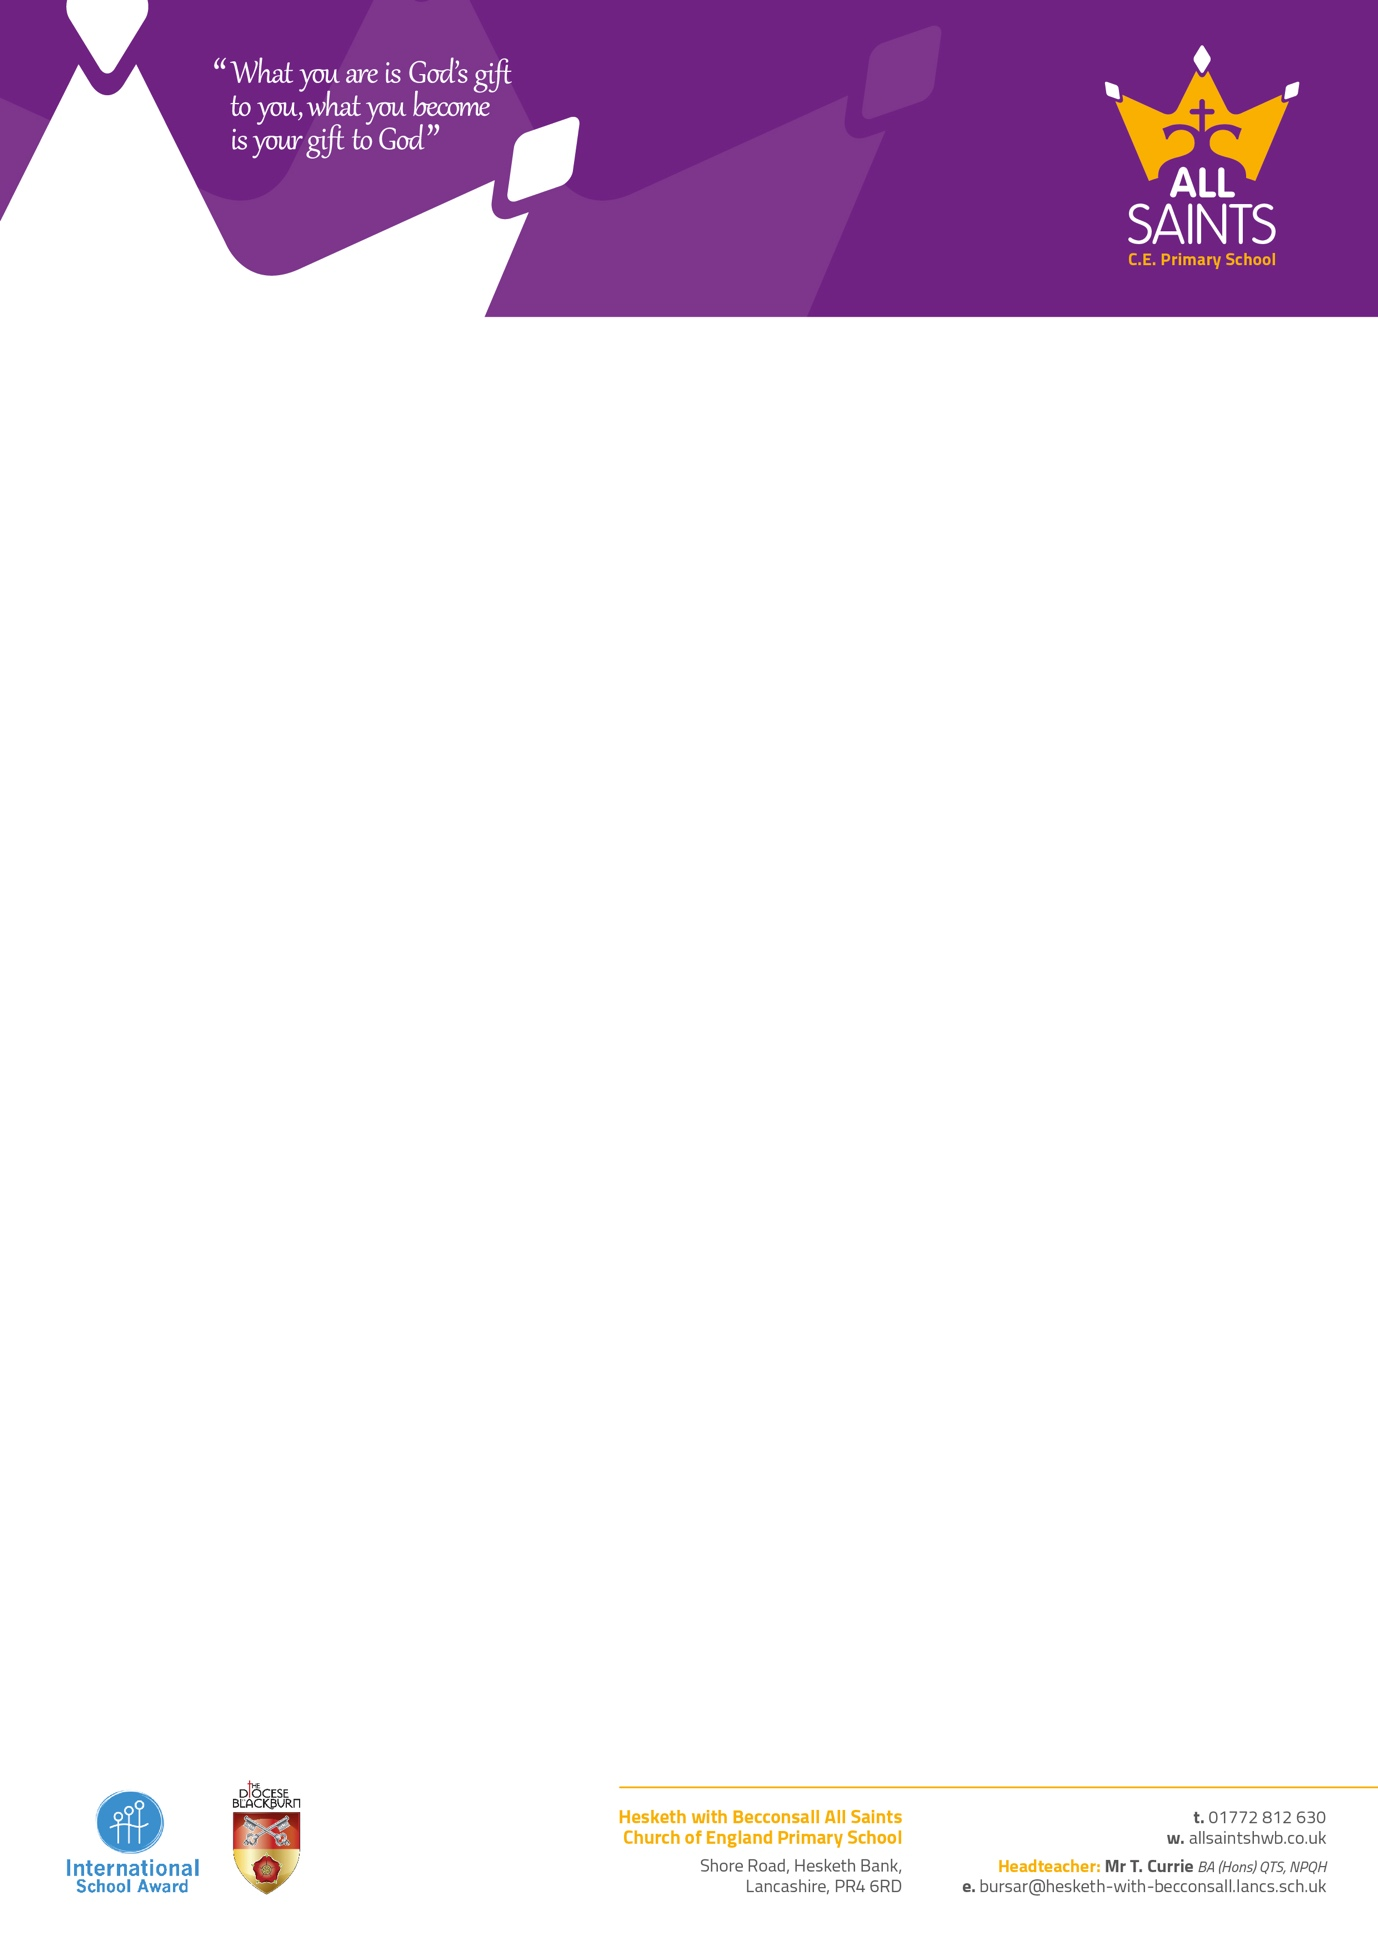 “What you are is God’s gift
to you, what you become
is your gift to God”
ALL
SAINTS
C.E. Primary School
International
School Award
THE
DIOCESE
BLACKBURN
Hesketh with Becconsall All Saints
Church of England Primary School
Shore Road, Hesketh Bank,
Lancashire, PR4 6RD
t. 01772 812 630
w. allsaintshwb.co.uk
Headteacher: Mr T. Currie BA (Hons) QTS, NPQH
e. bursar@hesketh-with-becconsall.lancs.sch.uk